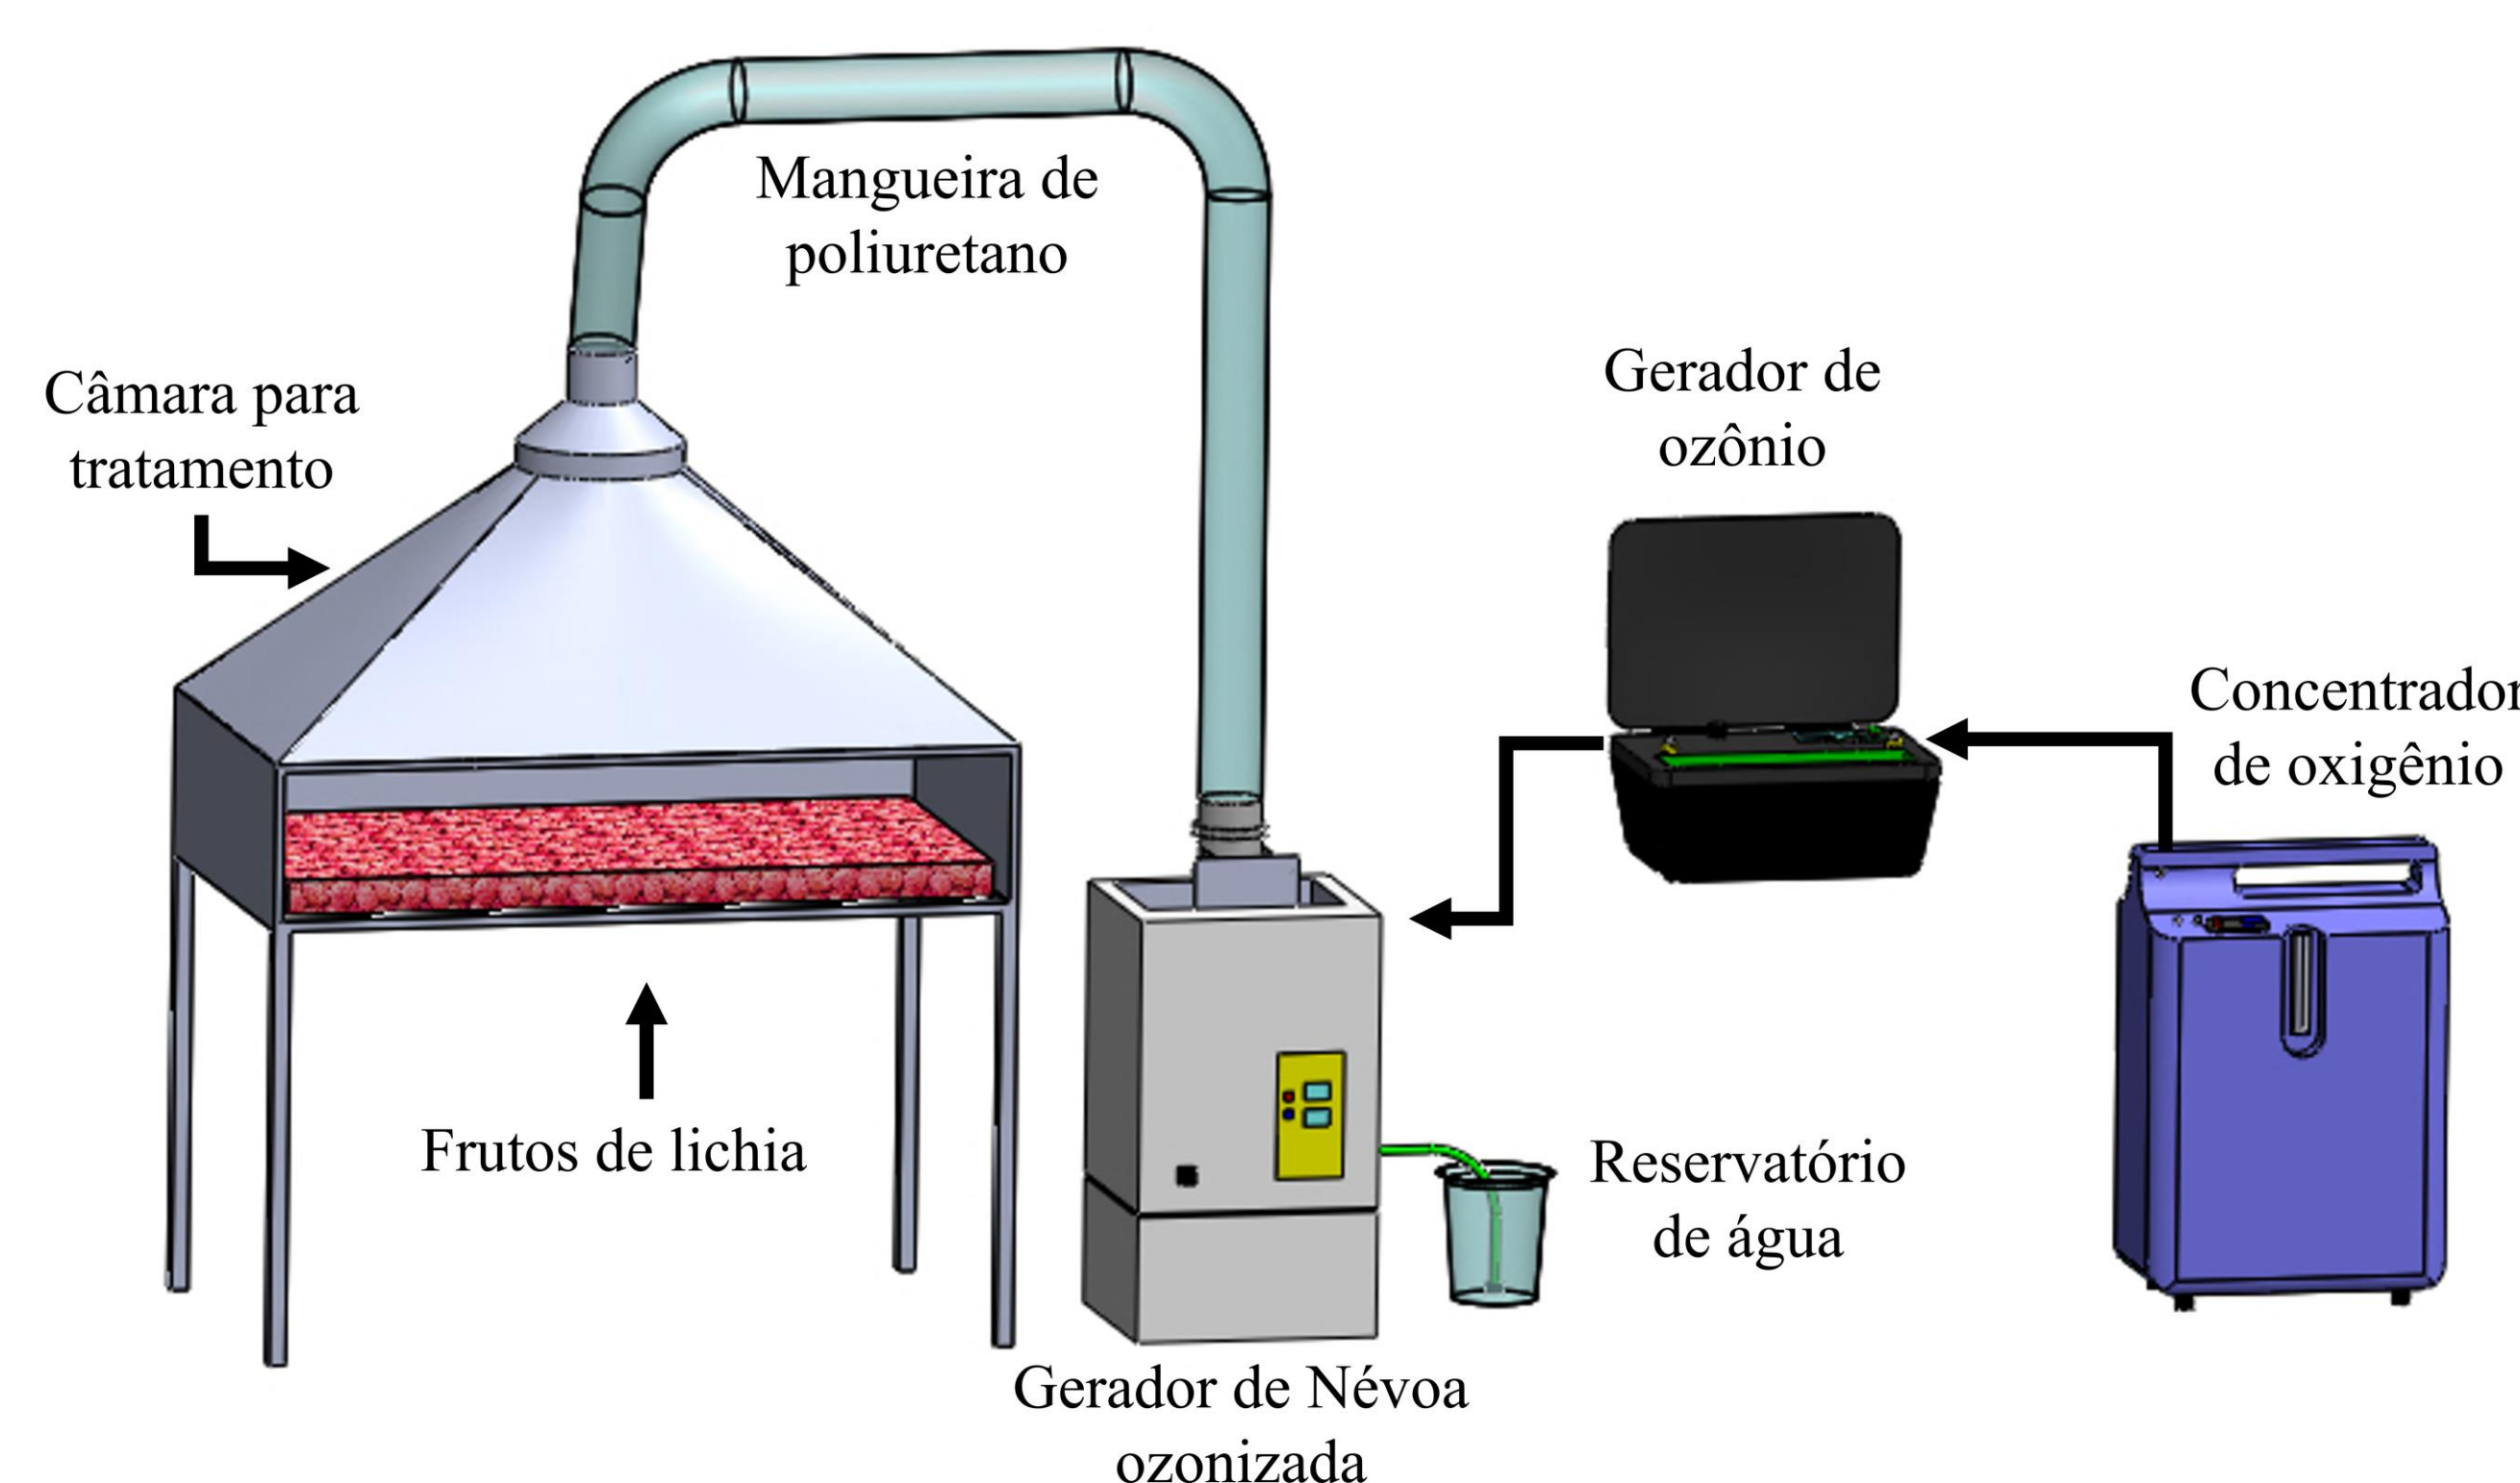 Mangueira de
poliuretano
Câmara para
tratamento
Gerador de
ozônio
Concentrador
de oxigênio
Frutos de lichia
Reservatório
de água
Gerador de Névoa
ozonizada